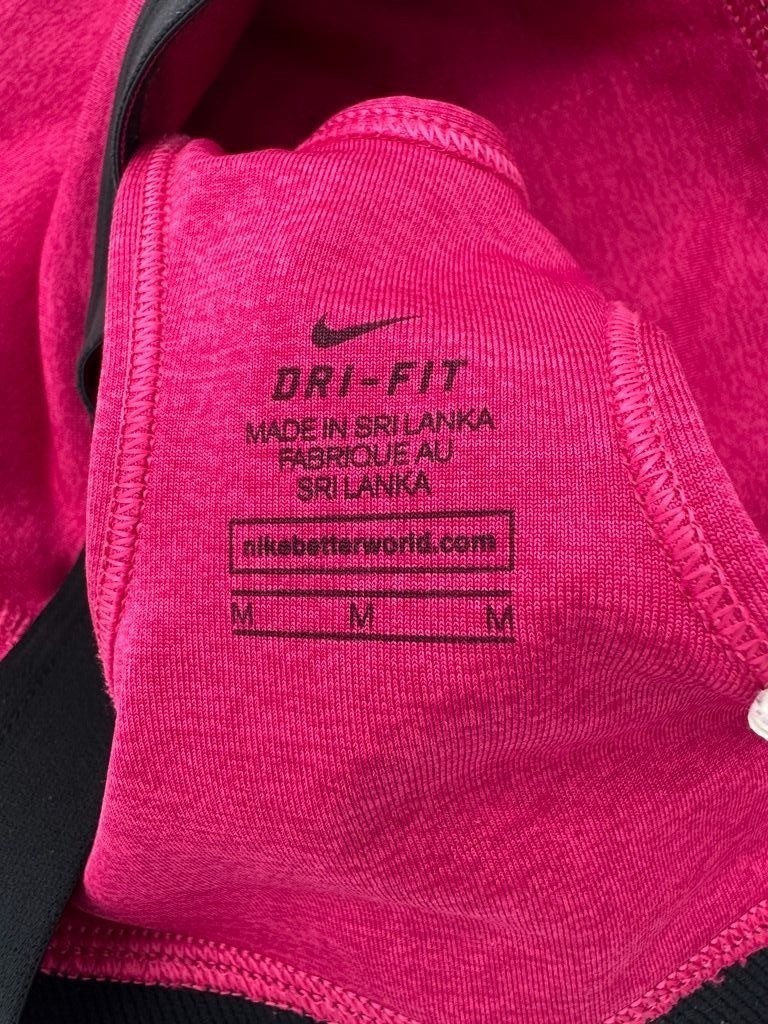 DRI-FIT
MADE IN SRI LANKA
FABRIQUE AU
SRI LANKA
nikebetterworld.com
M M M